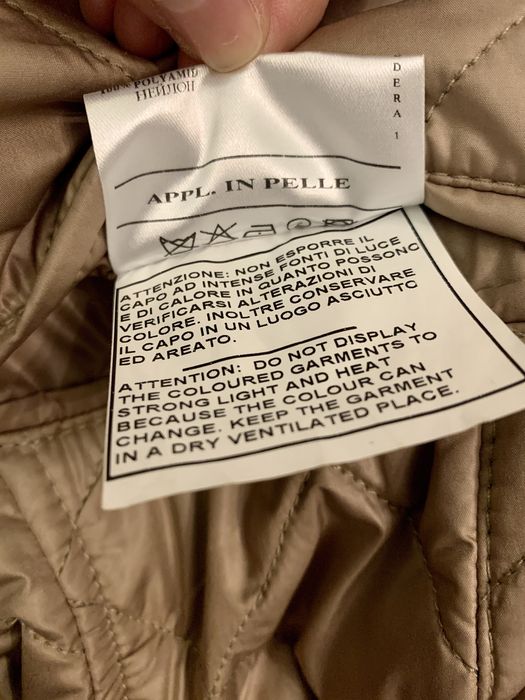 100% POLYAMID
НЕЙЛОН
DERA 1
APPL. IN PELLE
ATTENZIONE: NON ESPORRE IL
CAPO AD INTENSE FONTI DI LUCE
E DI CALORE IN QUANTO POSSONO
VERIFICARSI ALTERAZIONI DI
COLORE. INOLTRE CONSERVARE
IL CAPO IN UN LUOGO ASCIUTTO
ED AREATO.
ATTENTION: DO NOT DISPLAY
THE COLOURED GARMENTS TO
STRONG LIGHT AND HEAT
BECAUSE THE COLOUR CAN
CHANGE. KEEP THE GARMENT
IN A DRY VENTILATED PLACE.